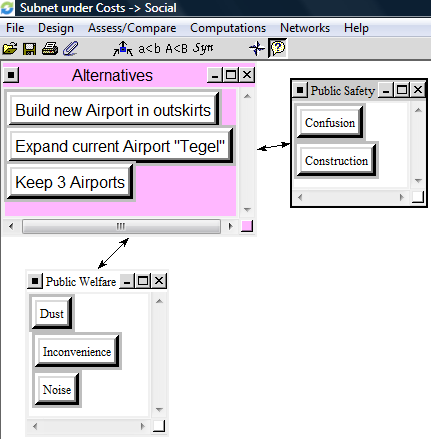 Subnet under Costs -> Social
File Design Assess/Compare Computations Networks Help
a<b A<B Syn
Alternatives
Build new Airport in outskirts
Expand current Airport "Tegel"
Keep 3 Airports
Public Safety
Confusion
Construction
Public Welfare
Dust
Inconvenience
Noise